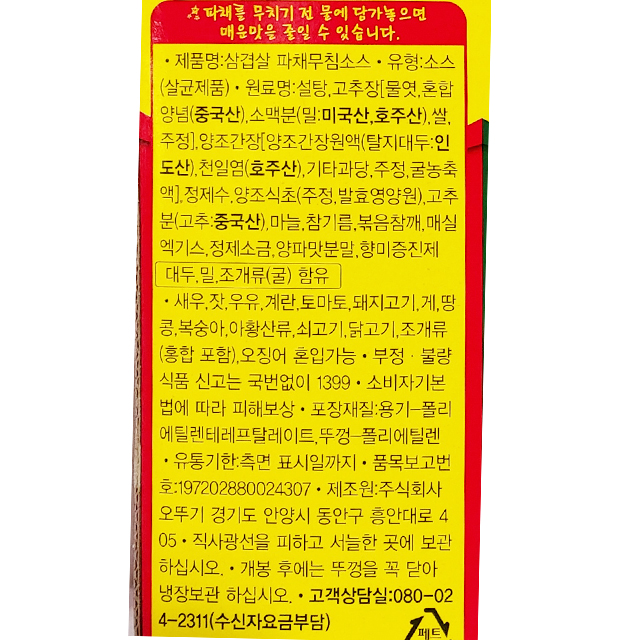 ☆파채를 무치기 전 물에 담가놓으면
매운맛을 줄일 수 있습니다.
•제품명:삼겹살 파채무침소스•유형:소스
(살균제품)•원료명:설탕,고추장[물엿,혼합
양념(중국산),소맥분(밀:미국산,호주산),쌀,
주정],양조간장[양조간장원액(탈지대두:인
도산),천일염(호주산),기타과당,주정,굴농축
액],정제수,양조식초(주정,발효영양원),고추
분(고추:중국산),마늘,참기름,볶음참깨,매실
엑기스,정제소금,양파맛분말,향미증진제
대두,밀,조개류(굴) 함유
•새우,잣,우유,계란,토마토,돼지고기,게,땅
콩,복숭아,아황산류,쇠고기,닭고기,조개류
(홍합 포함),오징어 혼입가능•부정·불량
식품 신고는 국번없이 1399•소비자기본
법에 따라 피해보상•포장재질:용기-폴리
에틸렌테레프탈레이트,뚜껑-폴리에틸렌
•유통기한:측면 표시일까지•품목보고번
호:197202880024307•제조원:주식회사
오뚜기 경기도 안양시 동안구 흥안대로 4
05•직사광선을 피하고 서늘한 곳에 보관
하십시오.•개봉 후에는 뚜껑을 꼭 닫아
냉장보관 하십시오.•고객상담실:080-02
4-2311(수신자요금부담)
페트